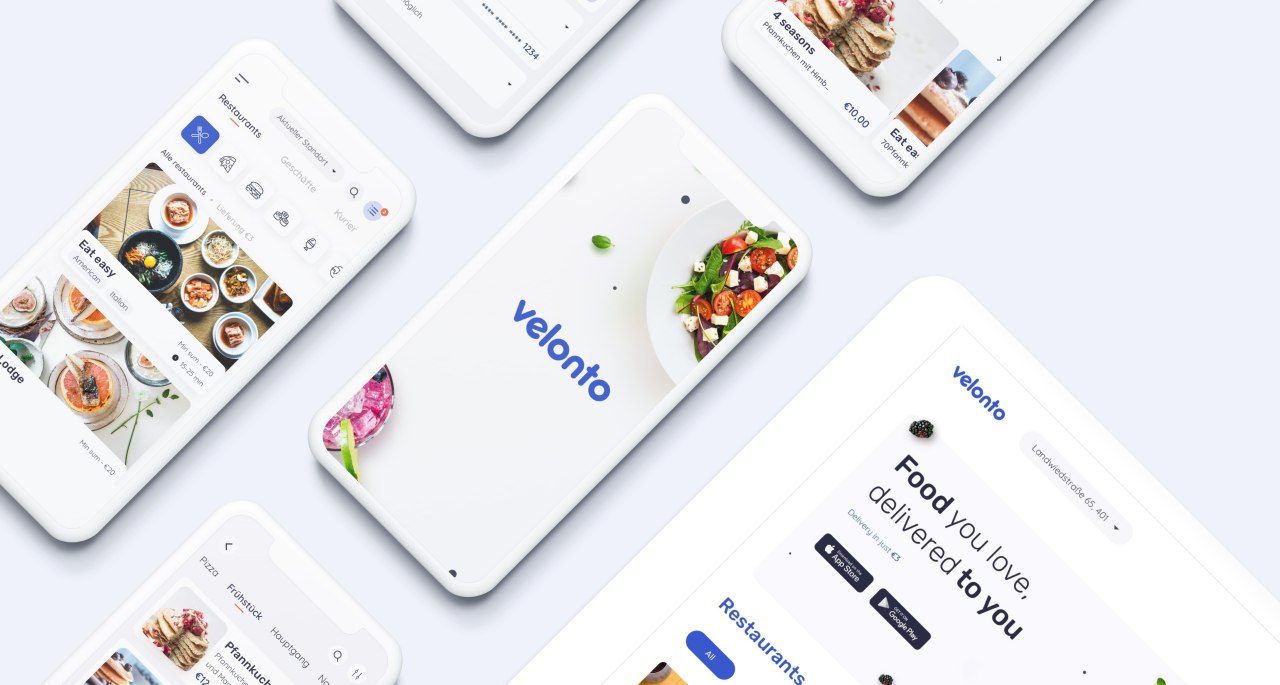 Restaurants
Aktueller Standort
Geschäfte
Kurier
Alle restaurants
Lieferung €3
Eat easy
American
Italian
Min sum - €20
15-25 min
Lodge
Min sum - €20
1234
4 seasons
Pfannkuchen mit Himb...
€10,00
Eat ea
70Pfannk
velonto
Pizza
Frühstück
Hauptgang
Pfannkuch
Pfannkuche
und Mar
€12
velonto
Landwiedstraße 65, 401
Food you love,
delivered to you
Delivery in just €3
Download on the
App Store
GET IT ON
Google Play
Restaurants
All